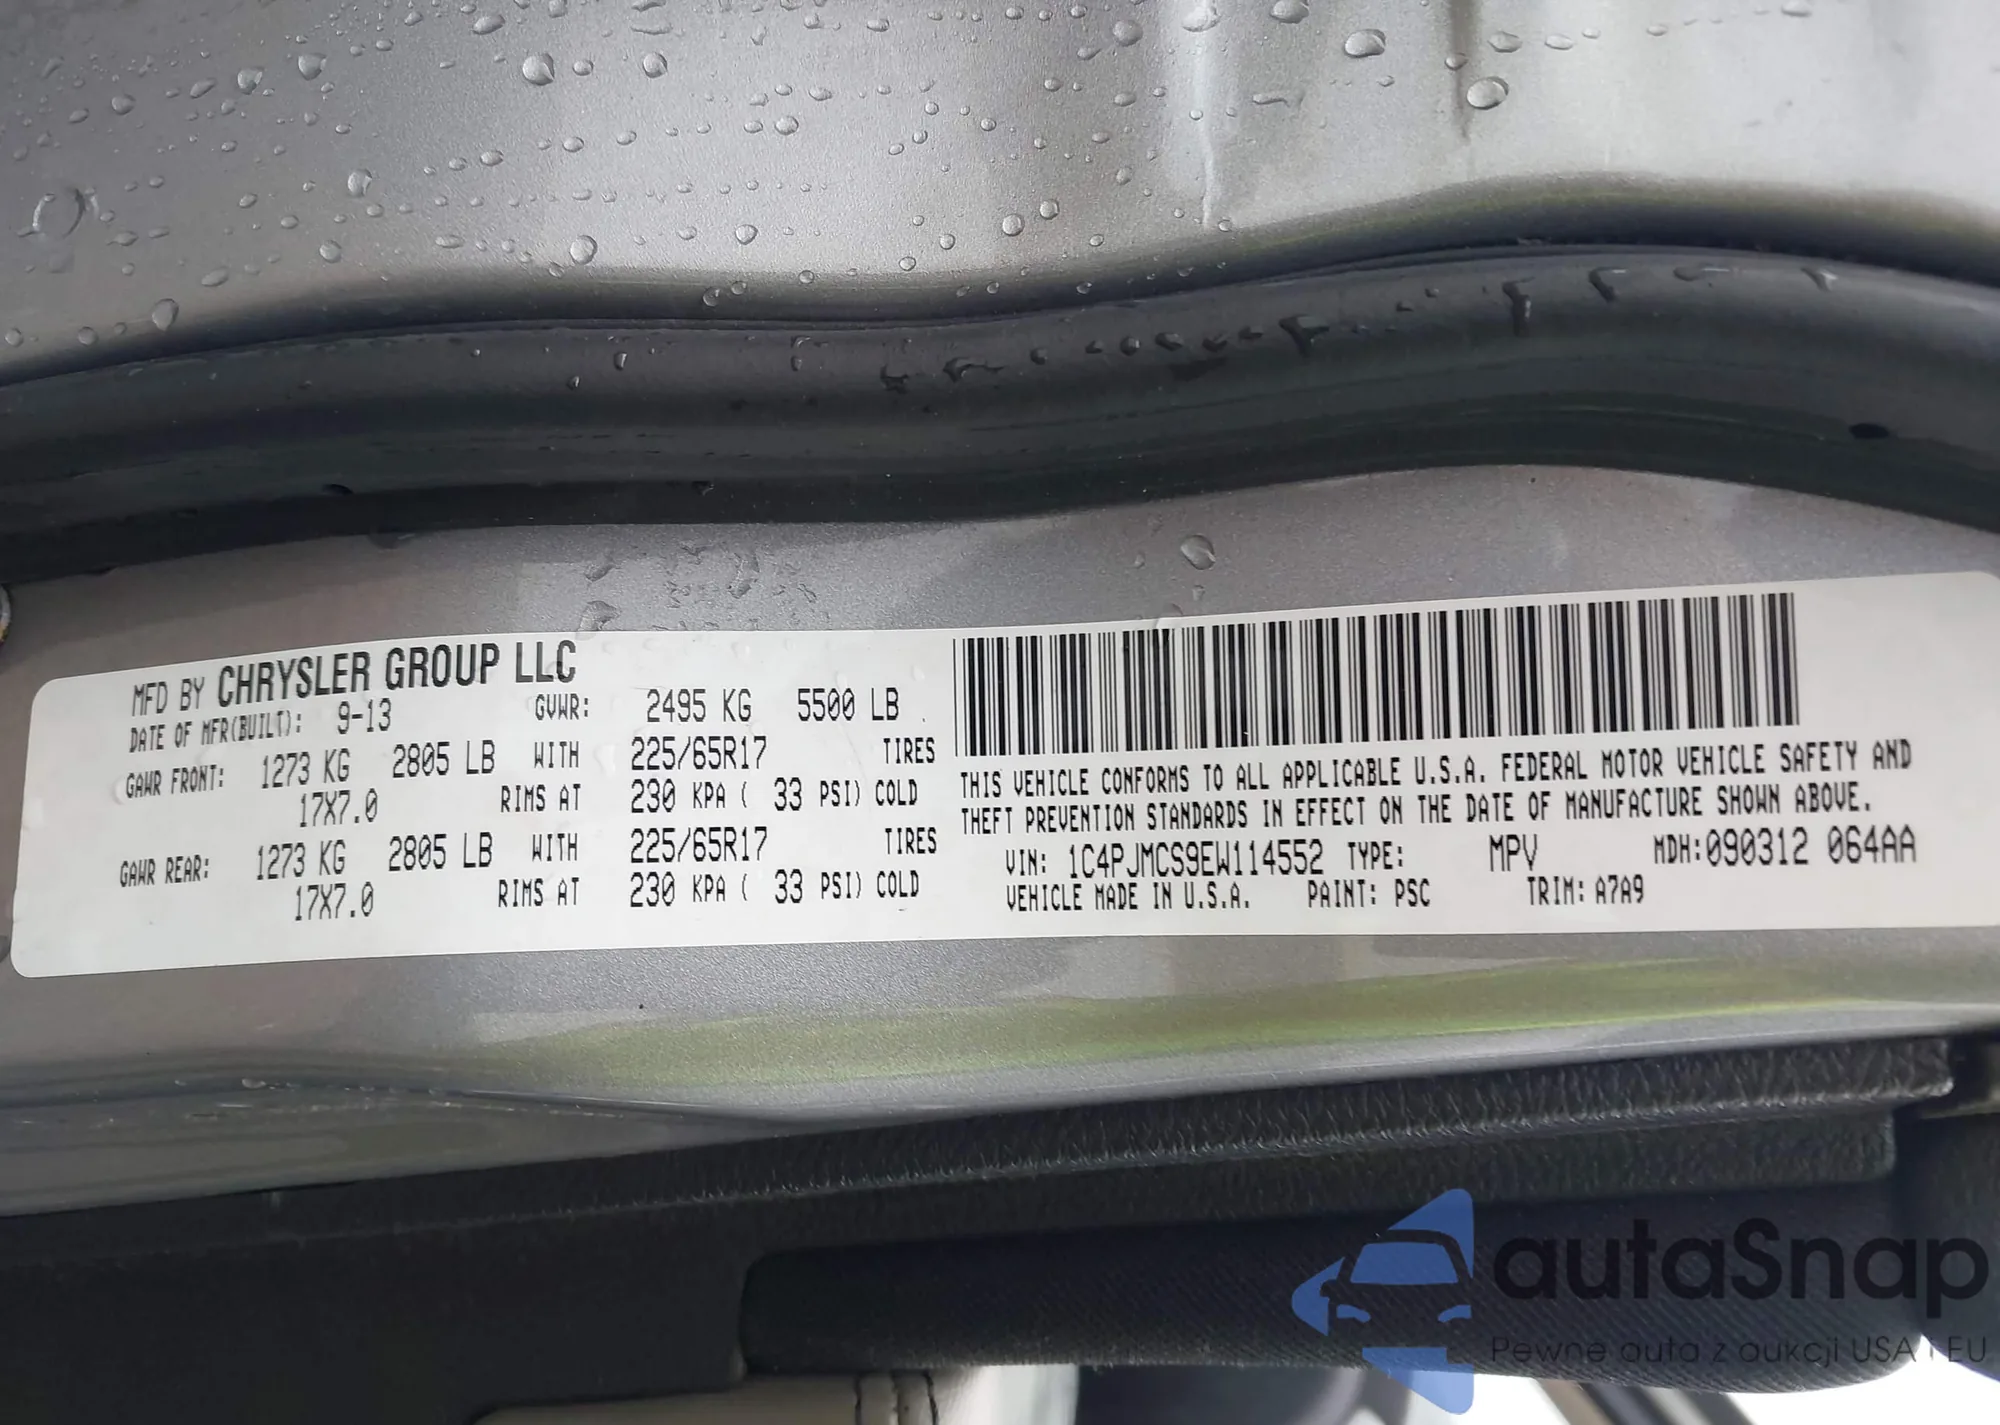 MFD BY CHRYSLER GROUP LLC
DATE OF MFR(BUILT): 9-13 GVWR: 2495 KG 5500 LB
GAWR FRONT: 1273 KG 2805 LB WITH 225/65R17 TIRES
17X7.0 RIMS AT 230 KPA ( 33 PSI) COLD
GAWR REAR: 1273 KG 2805 LB WITH 225/65R17 TIRES
17X7.0 RIMS AT 230 KPA ( 33 PSI) COLD
THIS VEHICLE CONFORMS TO ALL APPLICABLE U.S.A. FEDERAL MOTOR VEHICLE SAFETY AND
THEFT PREVENTION STANDARDS IN EFFECT ON THE DATE OF MANUFACTURE SHOWN ABOVE.
VIN: 1C4PJMCS9EW114552 TYPE: MPV MDH:090312 064AA
VEHICLE MADE IN U.S.A. PAINT: PSC TRIM: A7A9
autaSnap
Pewne auta z aukcji USA i EU